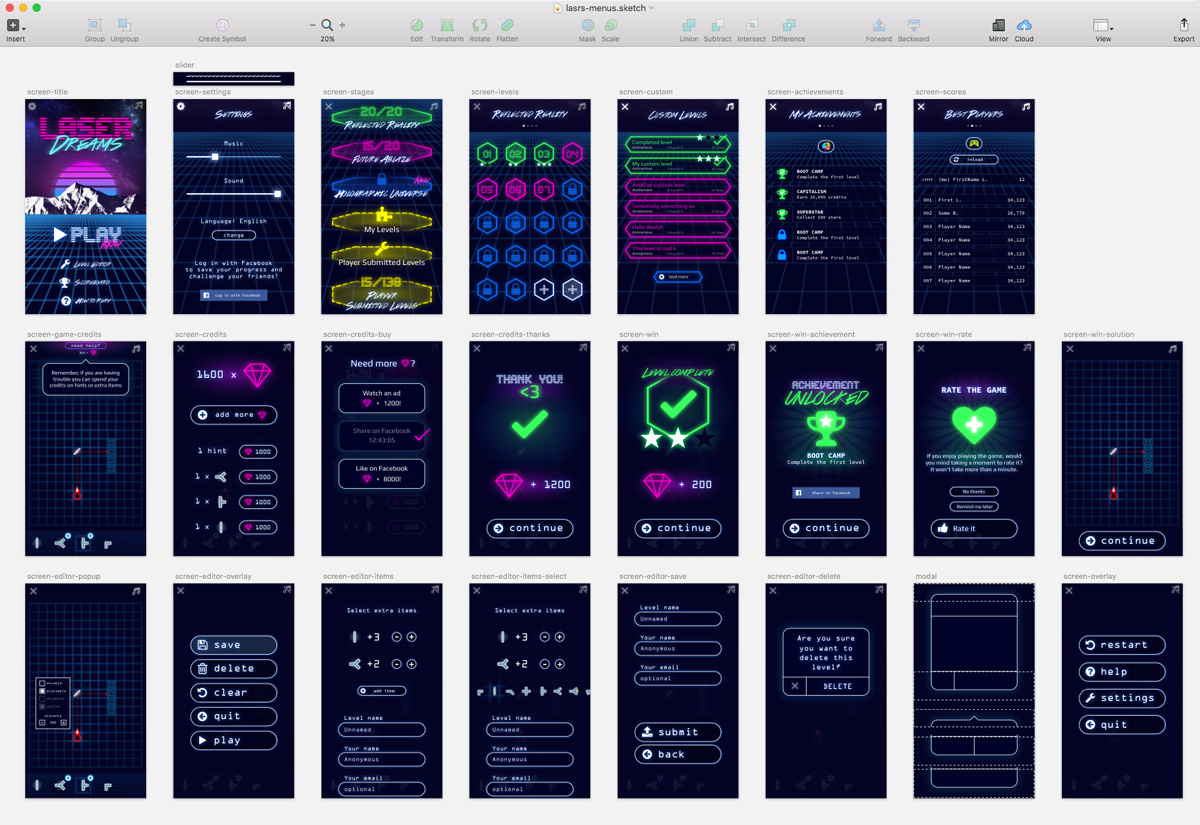 lasrs-menus.sketch
Insert
Group
Ungroup
Create Symbol
20%
Edit
Transform
Rotate
Flatten
Mask
Scale
Union
Subtract
Intersect
Difference
Forward
Backward
Mirror
Cloud
View
Export
slider
screen-title
LASER
DREAMS
PLAY
NOW
LEVEL EDITOR
SCOREBOARD
HOW TO PLAY
screen-settings
SETTINGS
Music
Sound
Language: English
change
Log in with Facebook
to save your progress and
challenge your friends!
Log in with Facebook
screen-stages
20/20
REFLECTED REALITY
15/20
FUTURE ABLAZE
NEW
HOLOGRAPHIC UNIVERSE
My Levels
Player Submitted Levels
15/138
PLAYER
SUBMITTED LEVELS
screen-levels
REFLECTED REALITY
01
02
03
04
05
06
07
screen-custom
CUSTOM LEVELS
Completed level
My custom level
Another custom level
Something something so
Hello World!
This level is cool k
load more
screen-achievements
MY ACHIEVEMENTS
BOOT CAMP
Complete the first level
CAPITALISM
Earn 10,000 credits
SUPERSTAR
Collect 100 stars
BOOT CAMP
Complete the first level
BOOT CAMP
Complete the first level
screen-scores
BEST PLAYERS
reload
(me) FirstName L. 12
001 First L. 34,123
002 Some B. 26,778
003 Player Name 34,123
004 Player Name 34,123
005 Player Name 34,123
006 Player Name 34,123
007 Player Name 34,123
screen-game-credits
need help?
Remember, if you are having
trouble you can spend your
credits on hints or extra items
screen-credits
1600 x
add more
1 hint 1000
1 x 1000
1 x 1000
1 x 1000
screen-credits-buy
Need more ?
Watch an ad
+ 1200!
Share on Facebook
12:43:05
Like on Facebook
+ 8000!
screen-credits-thanks
THANK YOU!
<3
+ 1200
continue
screen-win
LEVEL COMPLETE
+ 200
continue
screen-win-achievement
ACHIEVEMENT
UNLOCKED
BOOT CAMP
Complete the first level
Share on Facebook
continue
screen-win-rate
RATE THE GAME
If you enjoy playing the game, would
you mind taking a moment to rate it?
It won't take more than a minute.
No thanks
Remind me later
Rate it
screen-win-solution
continue
screen-editor-popup
movable
placeable
distance
screen-editor-overlay
save
delete
clear
quit
play
screen-editor-items
Select extra items
+3
+2
add item
Level name
Unnamed
Your name
Anonymous
Your email
optional
screen-editor-items-select
Select extra items
+3
+2
Level name
Unnamed
Your name
Anonymous
Your email
optional
screen-editor-save
Level name
Unnamed
Your name
Anonymous
Your email
optional
submit
back
screen-editor-delete
Are you sure
you want to
delete this
level?
DELETE
modal
screen-overlay
restart
help
settings
quit